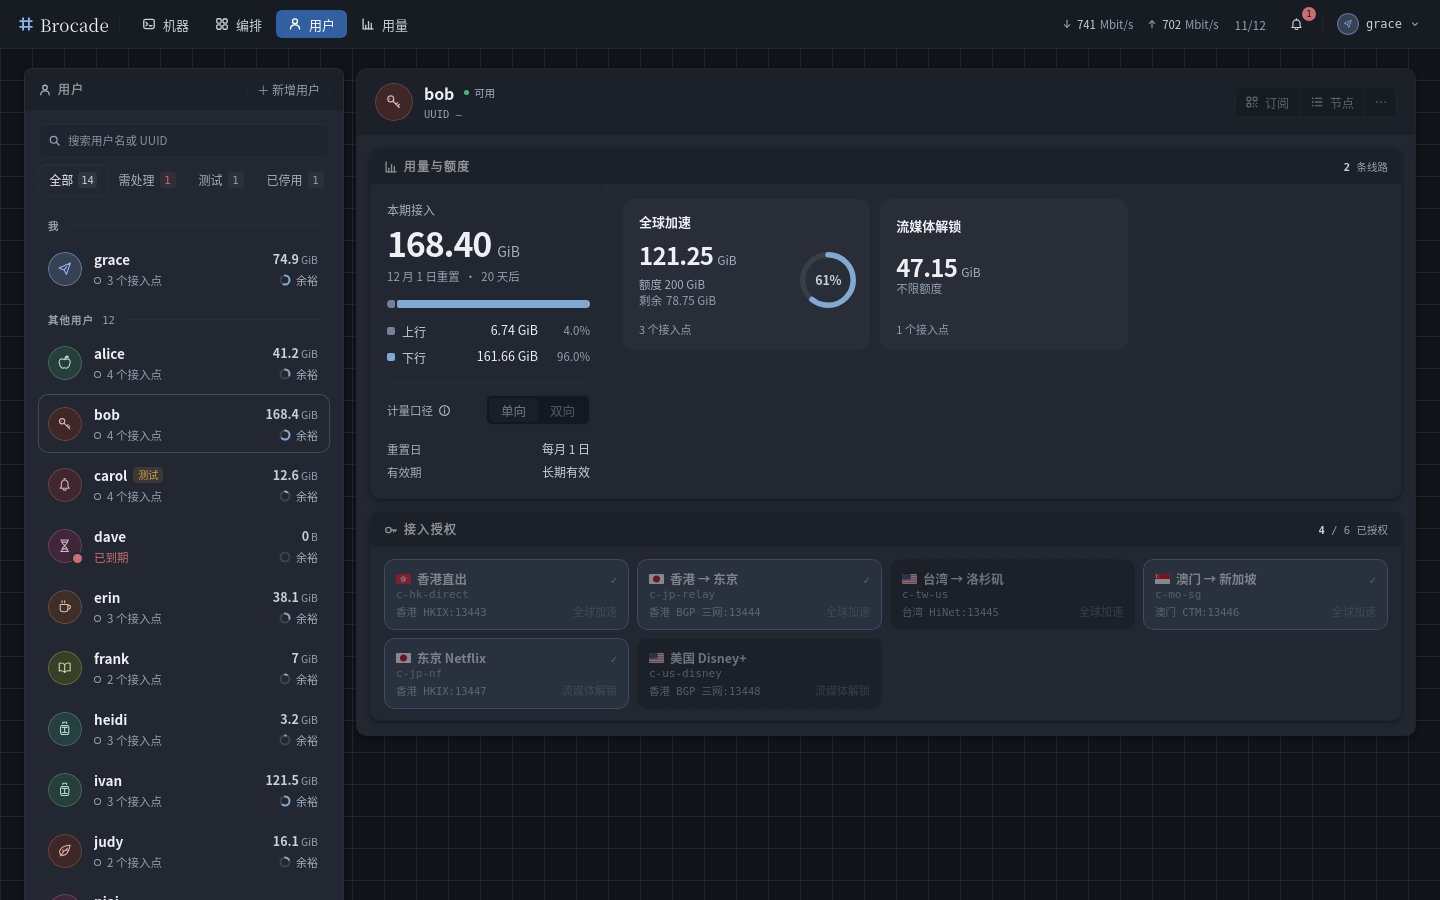 Brocade
机器
编排
用户
用量
741 Mbit/s
702 Mbit/s
11/12
1
grace
用户
新增用户
搜索用户名或 UUID
全部 14
需处理 1
测试 1
已停用 1
我
grace
74.9 GiB
3 个接入点
余裕
其他用户 12
alice
41.2 GiB
4 个接入点
余裕
bob
168.4 GiB
4 个接入点
余裕
carol 测试
12.6 GiB
4 个接入点
余裕
dave
0 B
已到期
余裕
erin
38.1 GiB
3 个接入点
余裕
frank
7 GiB
2 个接入点
余裕
heidi
3.2 GiB
3 个接入点
余裕
ivan
121.5 GiB
3 个接入点
余裕
judy
16.1 GiB
2 个接入点
余裕
bob 可用
UUID —
订阅
节点
···
用量与额度
2 条线路
本期接入
168.40 GiB
12 月 1 日重置 · 20 天后
上行 6.74 GiB 4.0%
下行 161.66 GiB 96.0%
计量口径
单向 双向
重置日 每月 1 日
有效期 长期有效
全球加速
121.25 GiB
额度 200 GiB
剩余 78.75 GiB
61%
3 个接入点
流媒体解锁
47.15 GiB
不限额度
1 个接入点
接入授权
4 / 6 已授权
香港直出 ✓
c-hk-direct
香港 HKIX:13443 全球加速
香港 → 东京 ✓
c-jp-relay
香港 BGP 三网:13444 全球加速
台湾 → 洛杉矶
c-tw-us
台湾 HiNet:13445 全球加速
澳门 → 新加坡 ✓
c-mo-sg
澳门 CTM:13446 全球加速
东京 Netflix ✓
c-jp-nf
香港 HKIX:13447 流媒体解锁
美国 Disney+
c-us-disney
香港 BGP 三网:13448 流媒体解锁